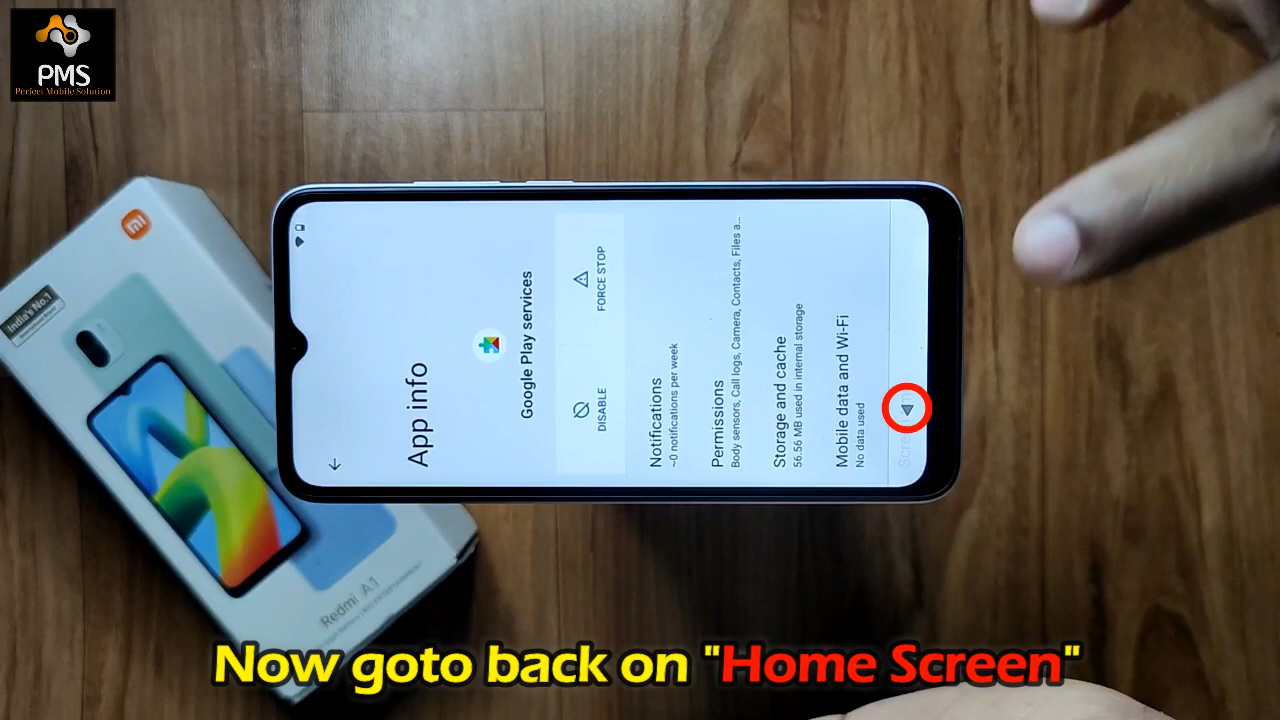 PMS
Perfect Mobile Solution
India's No.1
Redmi A1
App info
Google Play services
DISABLE
FORCE STOP
Notifications
~0 notifications per week
Permissions
Body sensors, Call logs, Camera, Contacts, Files a...
Storage and cache
56.56 MB used in internal storage
Mobile data and Wi-Fi
No data used
Now goto back on "Home Screen"